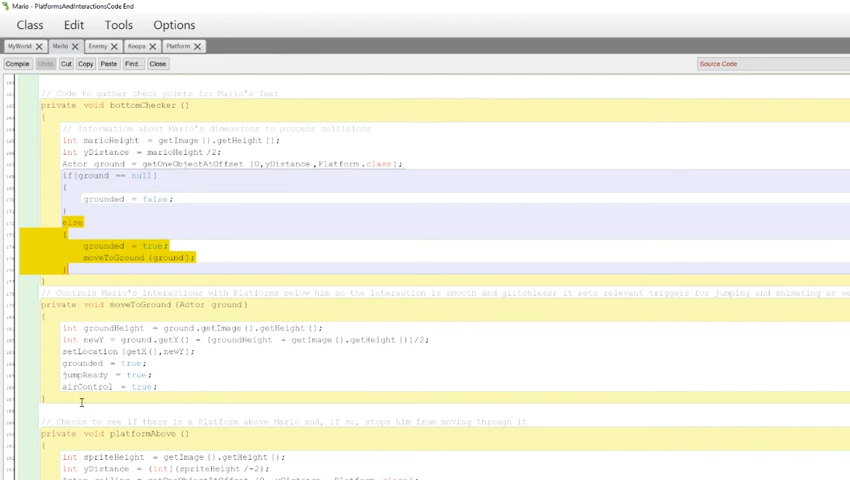 Mario - PlatformsAndInteractionsCode End
Class Edit Tools Options
MyWorld Mario Enemy Koopa Platform
Compile Undo Cut Copy Paste Find... Close Source Code
// Code to gather check points for Mario's feet
private void bottomChecker ()
{
// Information about Mario's dimensions to process collisions
int marioHeight = getImage ().getHeight ();
int yDistance = marioHeight /2;
Actor ground = getOneObjectAtOffset (0,yDistance,Platform.class);
if(ground == null)
{
grounded = false;
}
else
{
grounded = true;
moveToGround (ground);
}
}
// Controls Mario's interactions with Platforms below him so the interaction is smooth and glitchless; it sets relevant triggers for jumping and animating as we
private void moveToGround (Actor ground)
{
int groundHeight = ground.getImage ().getHeight ();
int newY = ground.getY() - (groundHeight + getImage ().getHeight ())/2;
setLocation (getX(),newY);
grounded = true;
jumpReady = true;
airControl = true;
}
// Checks to see if there is a Platform above Mario and, if so, stops him from moving through it
private void platformAbove ()
{
int spriteHeight = getImage ().getHeight ();
int yDistance = (int)(spriteHeight /-2);